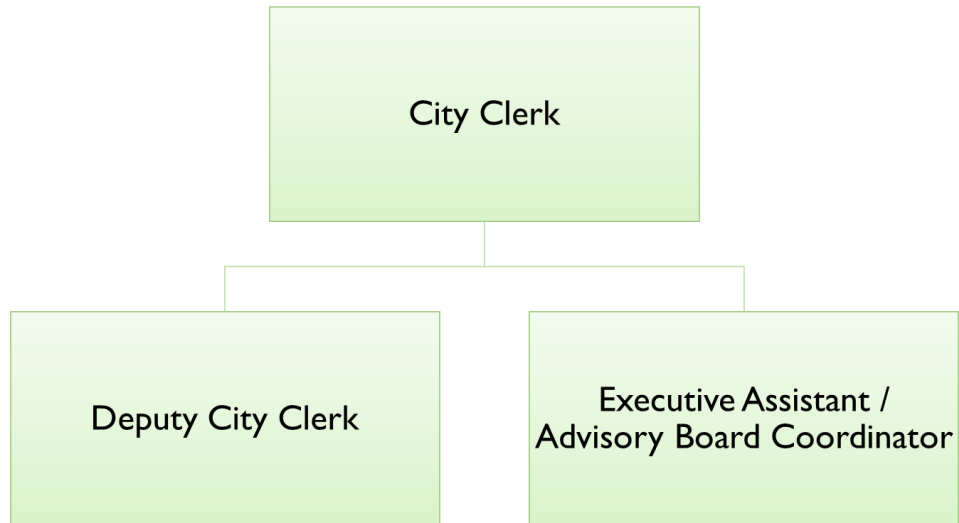 City Clerk
Deputy City Clerk
Executive Assistant /
Advisory Board Coordinator